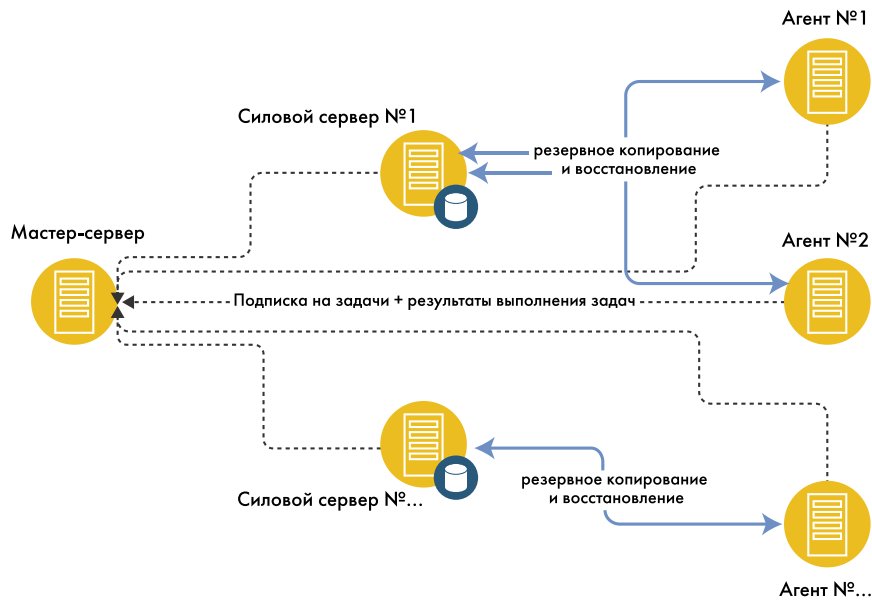 Агент №1
Силовой сервер №1
резервное копирование
и восстановление
Мастер-сервер
Агент №2
Подписка на задачи + результаты выполнения задач
резервное копирование
и восстановление
Силовой сервер №...
Агент №...